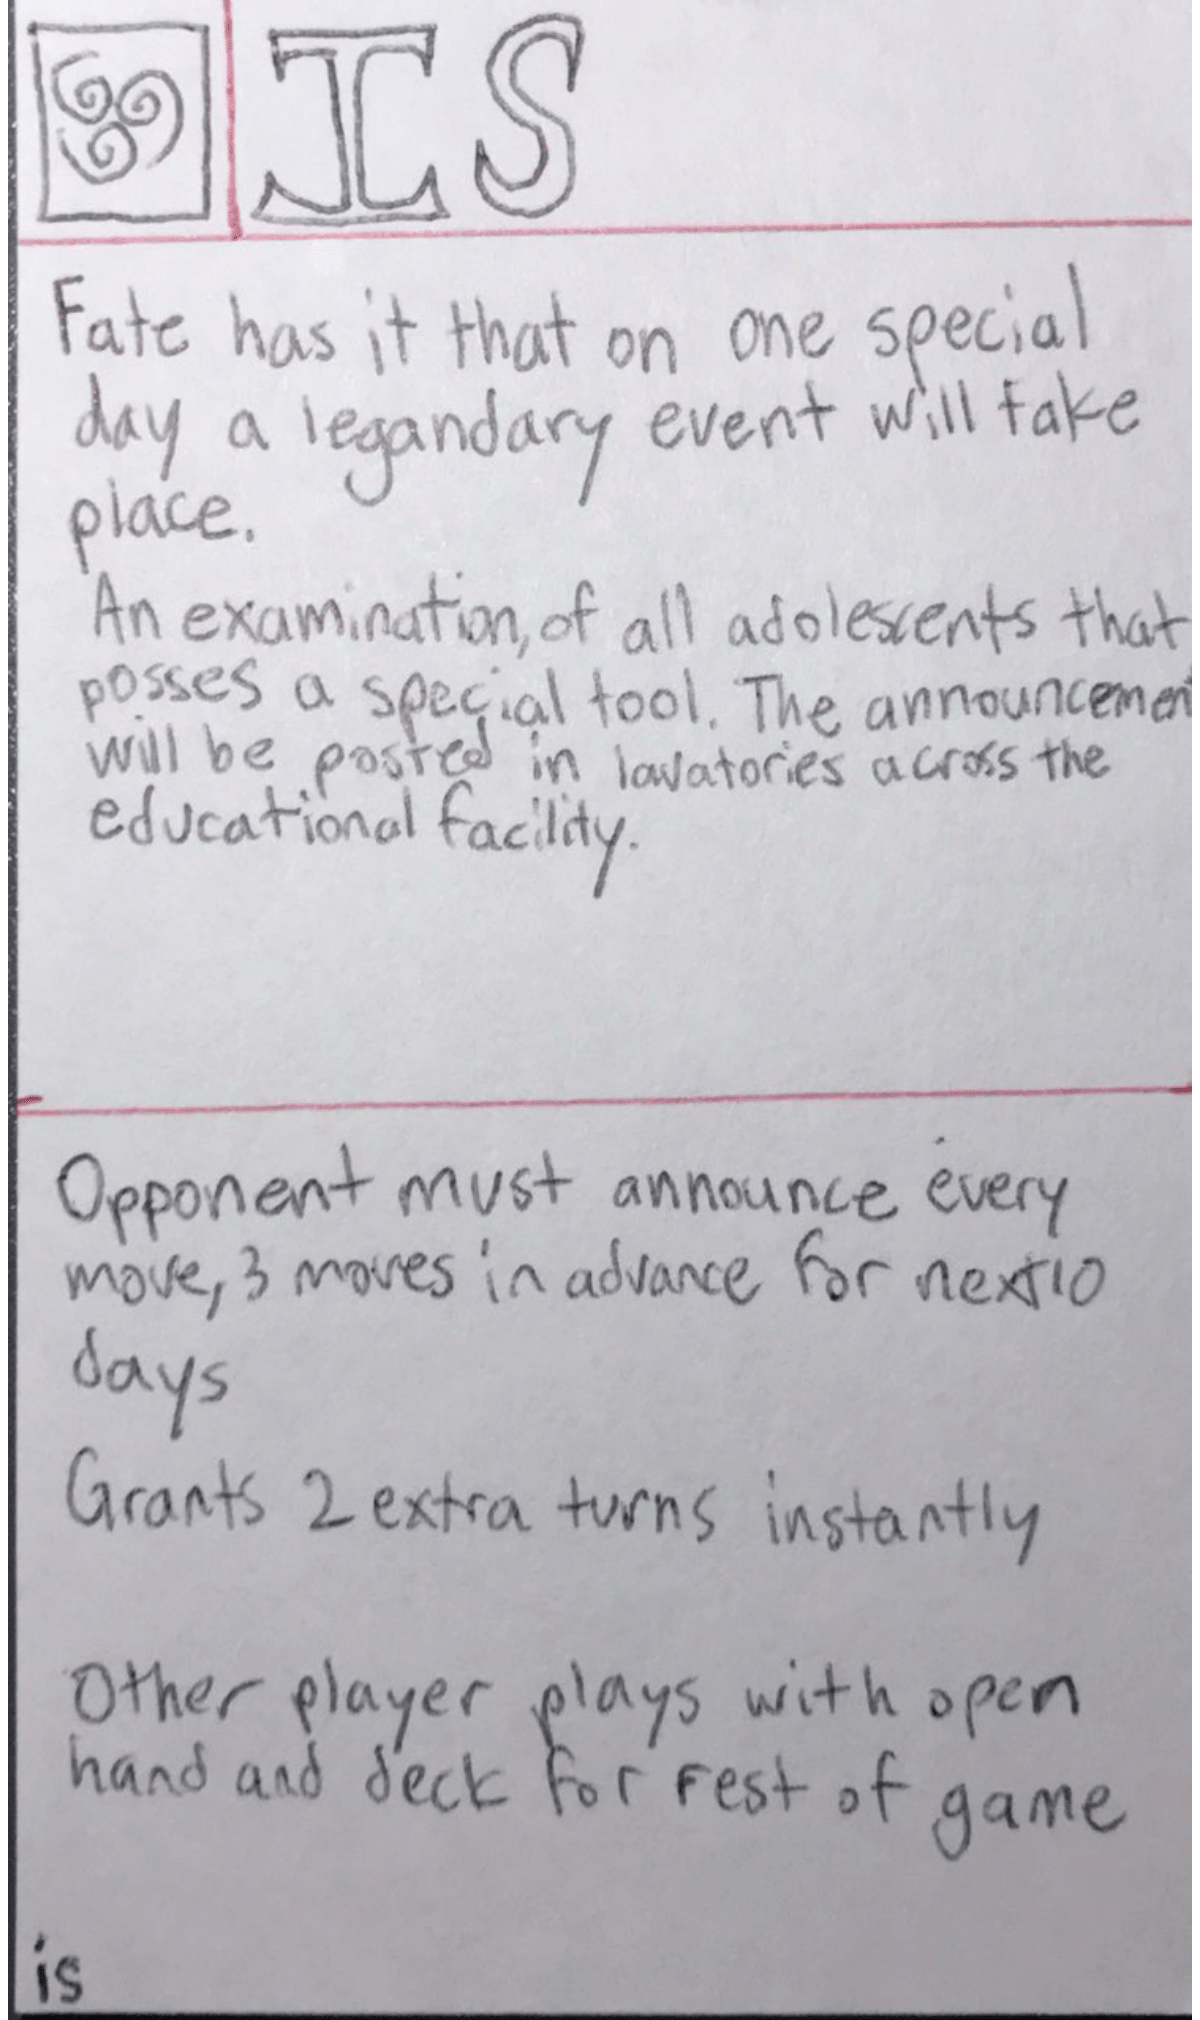 IS
Fate has it that on one special
day a legandary event will take
place.
An examination, of all adolescents that
posses a special tool. The announcement
will be posted in lavatories across the
educational facility.
Opponent must announce every
move, 3 moves in advance for next 10
days
Grants 2 extra turns instantly
Other player plays with open
hand and deck for rest of game
is